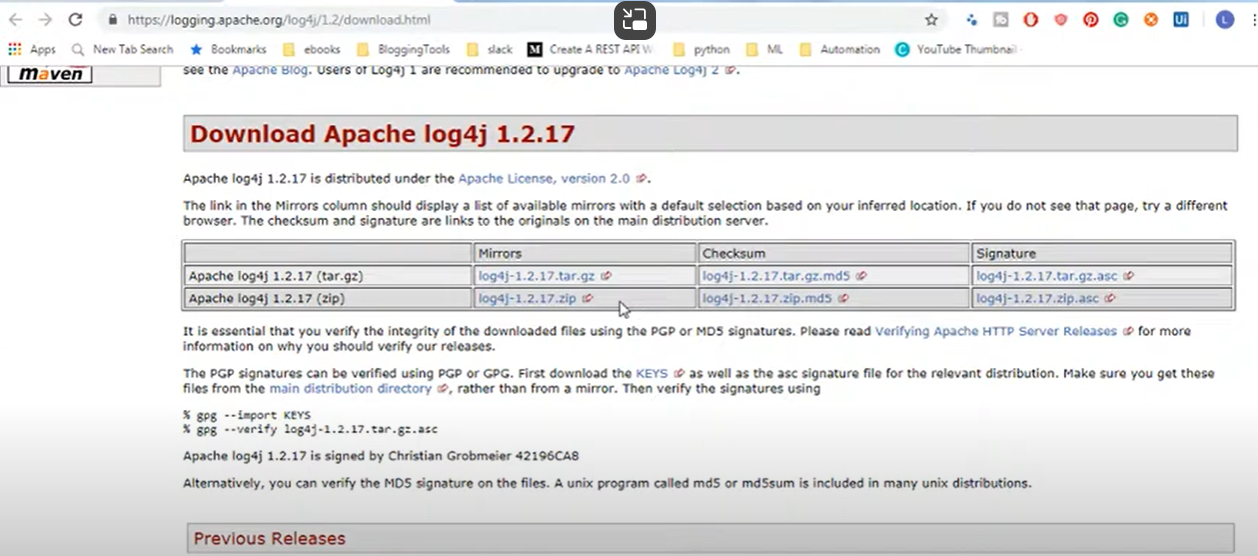 https://logging.apache.org/log4j/1.2/download.html
L
Apps New Tab Search Bookmarks ebooks BloggingTools slack M Create A REST API python ML Automation C YouTube Thumbnail
maven
see the Apache Blog. Users of Log4j 1 are recommended to upgrade to Apache Log4j 2 .
Download Apache log4j 1.2.17
Apache log4j 1.2.17 is distributed under the Apache License, version 2.0 .
The link in the Mirrors column should display a list of available mirrors with a default selection based on your inferred location. If you do not see that page, try a different
browser. The checksum and signature are links to the originals on the main distribution server.
Mirrors Checksum Signature
Apache log4j 1.2.17 (tar.gz) log4j-1.2.17.tar.gz log4j-1.2.17.tar.gz.md5 log4j-1.2.17.tar.gz.asc
Apache log4j 1.2.17 (zip) log4j-1.2.17.zip log4j-1.2.17.zip.md5 log4j-1.2.17.zip.asc
It is essential that you verify the integrity of the downloaded files using the PGP or MD5 signatures. Please read Verifying Apache HTTP Server Releases for more
information on why you should verify our releases.
The PGP signatures can be verified using PGP or GPG. First download the KEYS as well as the asc signature file for the relevant distribution. Make sure you get these
files from the main distribution directory , rather than from a mirror. Then verify the signatures using
% gpg --import KEYS
% gpg --verify log4j-1.2.17.tar.gz.asc
Apache log4j 1.2.17 is signed by Christian Grobmeier 42196CA8
Alternatively, you can verify the MD5 signature on the files. A unix program called md5 or md5sum is included in many unix distributions.
Previous Releases